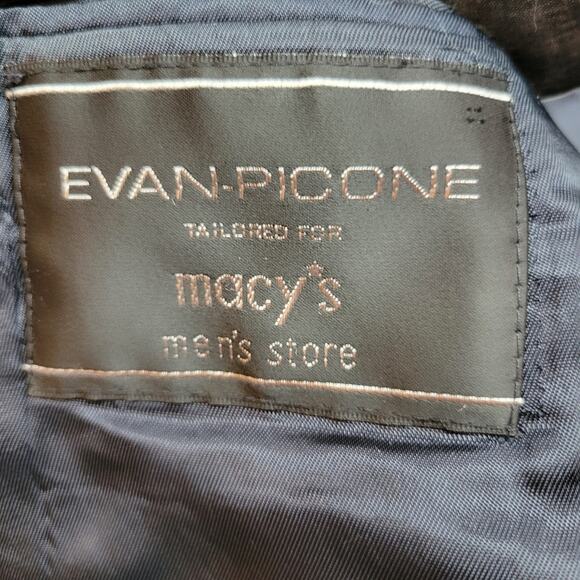 EVAN-PICONE
TAILORED FOR
macy*s
men's store